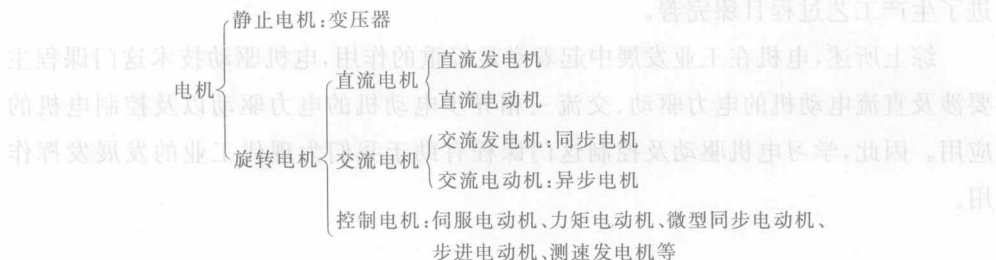 静止电机:变压器
电机
直流电机
直流发电机
直流电动机
旋转电机
交流电机
交流发电机:同步电机
交流电动机:异步电机
控制电机:伺服电动机、力矩电动机、微型同步电动机、
步进电动机、测速发电机等